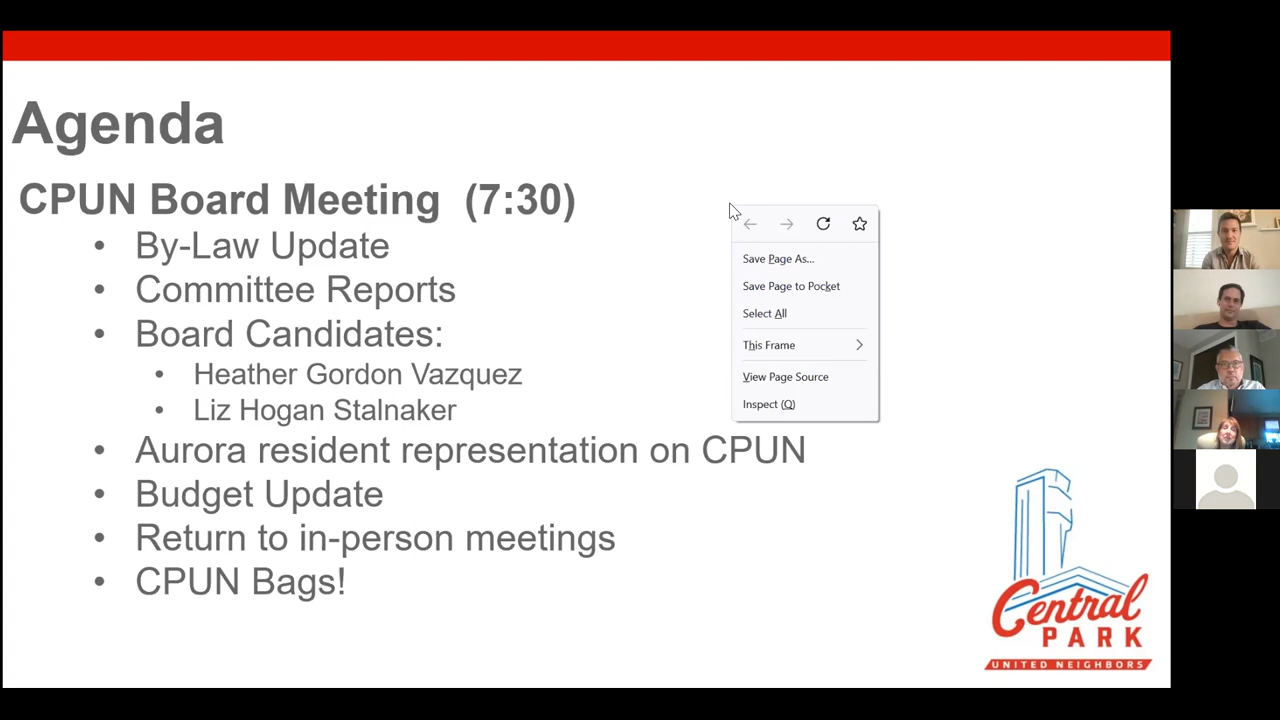 Agenda
CPUN Board Meeting (7:30)
• By-Law Update
• Committee Reports
• Board Candidates:
• Heather Gordon Vazquez
• Liz Hogan Stalnaker
• Aurora resident representation on CPUN
• Budget Update
• Return to in-person meetings
• CPUN Bags!
Save Page As...
Save Page to Pocket
Select All
This Frame
View Page Source
Inspect (Q)
Central
PARK
UNITED NEIGHBORS